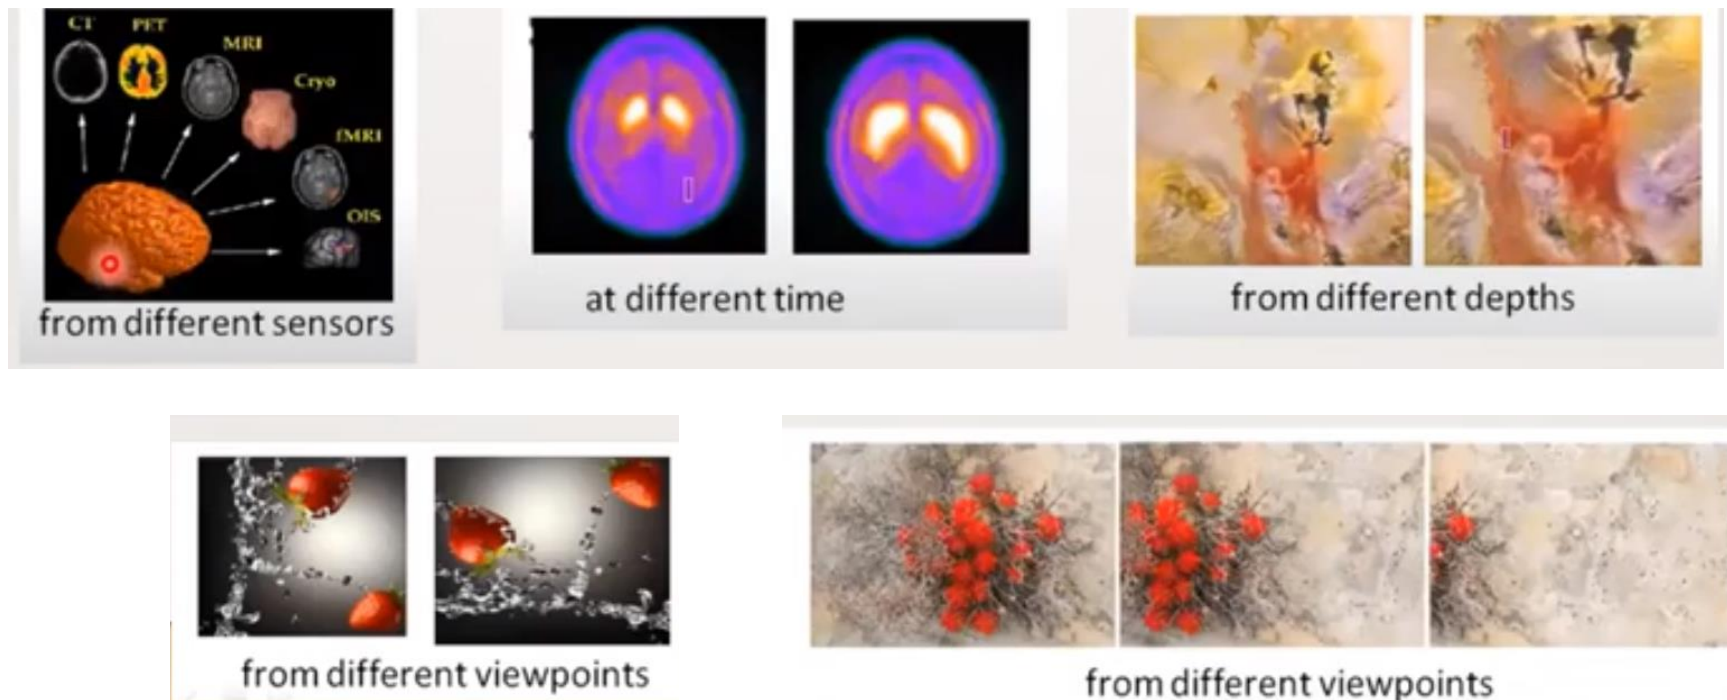 CT
PET
MRI
Cryo
fMRI
OIS
from different sensors
at different time
from different depths
from different viewpoints
from different viewpoints